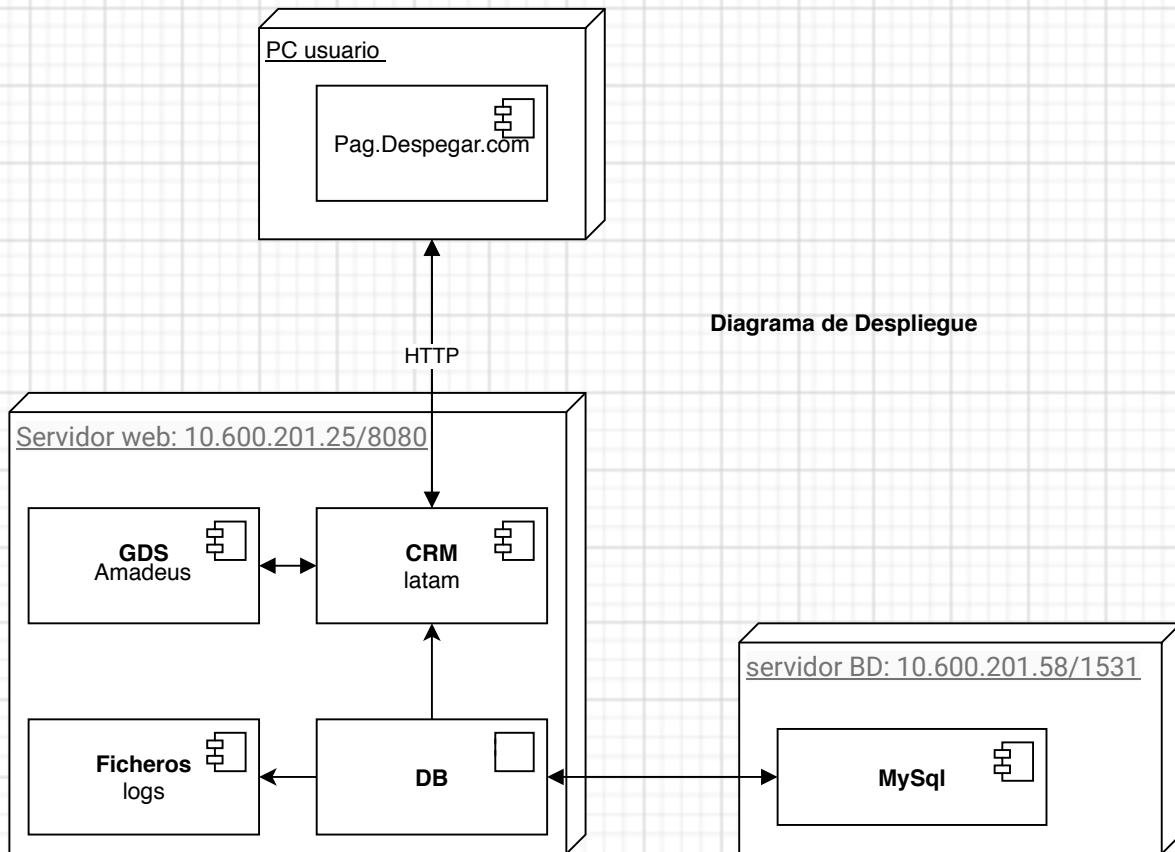 PC usuario
Pag.Despegar.com
HTTP
Diagrama de Despliegue
Servidor web: 10.600.201.25/8080
GDS
Amadeus
CRM
latam
Ficheros
logs
DB
servidor BD: 10.600.201.58/1531
MySql